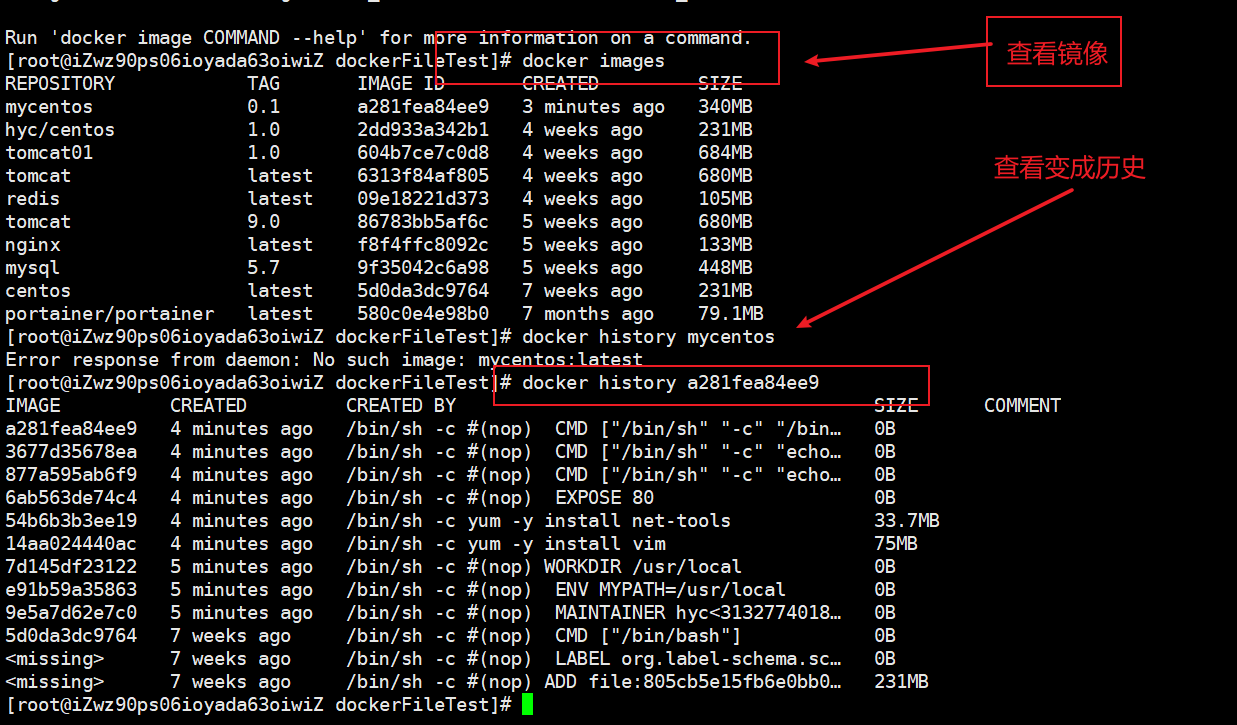 Run 'docker image COMMAND --help' for more information on a command.
[root@iZwz90ps06ioyada63oiwiZ dockerFileTest]# docker images
查看镜像
REPOSITORY TAG IMAGE ID CREATED SIZE
mycentos 0.1 a281fea84ee9 3 minutes ago 340MB
hyc/centos 1.0 2dd933a342b1 4 weeks ago 231MB
tomcat01 1.0 604b7ce7c0d8 4 weeks ago 684MB
查看变成历史
tomcat latest 6313f84af805 4 weeks ago 680MB
redis latest 09e18221d373 4 weeks ago 105MB
tomcat 9.0 86783bb5af6c 5 weeks ago 680MB
nginx latest f8f4ffc8092c 5 weeks ago 133MB
mysql 5.7 9f35042c6a98 5 weeks ago 448MB
centos latest 5d0da3dc9764 7 weeks ago 231MB
portainer/portainer latest 580c0e4e98b0 7 months ago 79.1MB
[root@iZwz90ps06ioyada63oiwiZ dockerFileTest]# docker history mycentos
Error response from daemon: No such image: mycentos:latest
[root@iZwz90ps06ioyada63oiwiZ dockerFileTest]# docker history a281fea84ee9
IMAGE CREATED CREATED BY SIZE COMMENT
a281fea84ee9 4 minutes ago /bin/sh -c #(nop) CMD ["/bin/sh" "-c" "/bin… 0B
3677d35678ea 4 minutes ago /bin/sh -c #(nop) CMD ["/bin/sh" "-c" "echo… 0B
877a595ab6f9 4 minutes ago /bin/sh -c #(nop) CMD ["/bin/sh" "-c" "echo… 0B
6ab563de74c4 4 minutes ago /bin/sh -c #(nop) EXPOSE 80 0B
54b6b3b3ee19 4 minutes ago /bin/sh -c yum -y install net-tools 33.7MB
14aa024440ac 4 minutes ago /bin/sh -c yum -y install vim 75MB
7d145df23122 5 minutes ago /bin/sh -c #(nop) WORKDIR /usr/local 0B
e91b59a35863 5 minutes ago /bin/sh -c #(nop) ENV MYPATH=/usr/local 0B
9e5a7d62e7c0 5 minutes ago /bin/sh -c #(nop) MAINTAINER hyc<3132774018… 0B
5d0da3dc9764 7 weeks ago /bin/sh -c #(nop) CMD ["/bin/bash"] 0B
<missing> 7 weeks ago /bin/sh -c #(nop) LABEL org.label-schema.sc… 0B
<missing> 7 weeks ago /bin/sh -c #(nop) ADD file:805cb5e15fb6e0bb0… 231MB
[root@iZwz90ps06ioyada63oiwiZ dockerFileTest]#